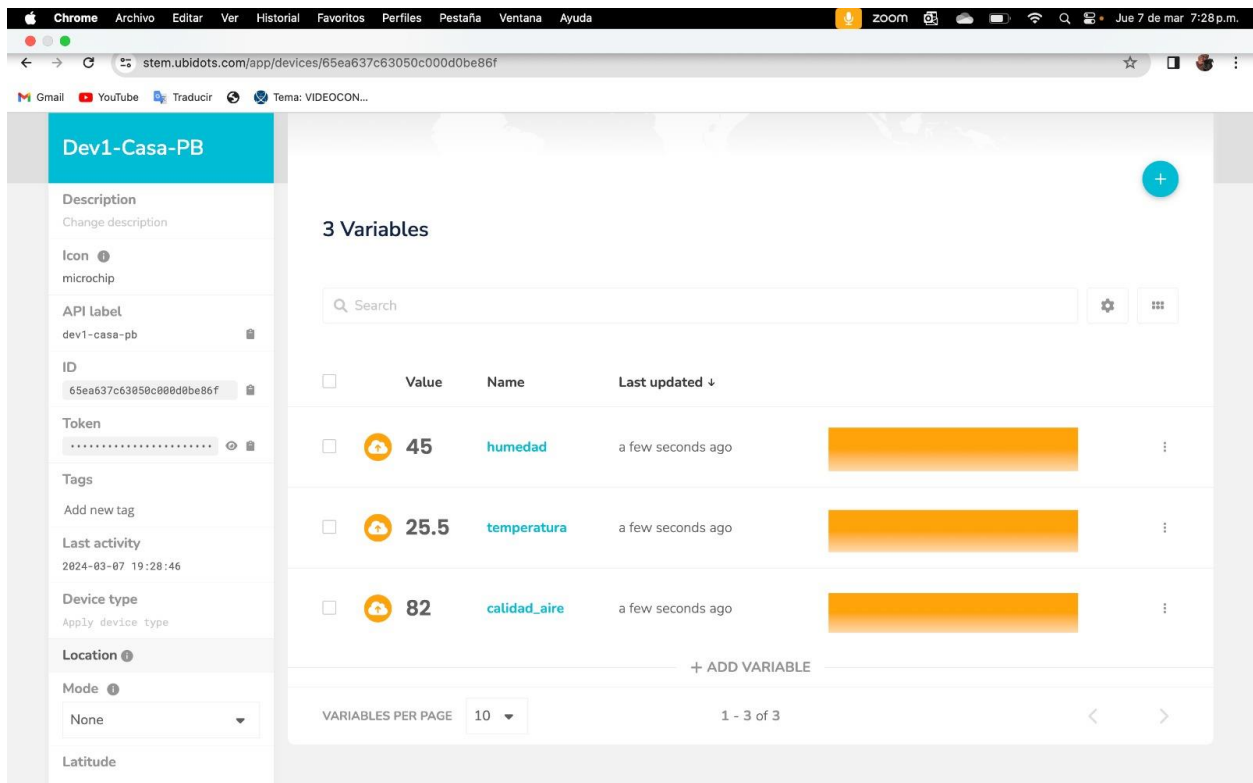 Chrome Archivo Editar Ver Historial Favoritos Perfiles Pestaña Ventana Ayuda zoom Jue 7 de mar 7:28 p.m.
stem.ubidots.com/app/devices/65ea637c63050c000d0be86f
Gmail YouTube Traducir Tema: VIDEOCON...
Dev1-Casa-PB
Description
Change description
Icon
microchip
API label
dev1-casa-pb
ID
65ea637c63050c000d0be86f
Token
Tags
Add new tag
Last activity
2024-03-07 19:28:46
Device type
Apply device type
Location
Mode
None
Latitude
3 Variables
Search
Value Name Last updated ↓
45 humedad a few seconds ago
25.5 temperatura a few seconds ago
82 calidad_aire a few seconds ago
+ ADD VARIABLE
VARIABLES PER PAGE 10 1 - 3 of 3